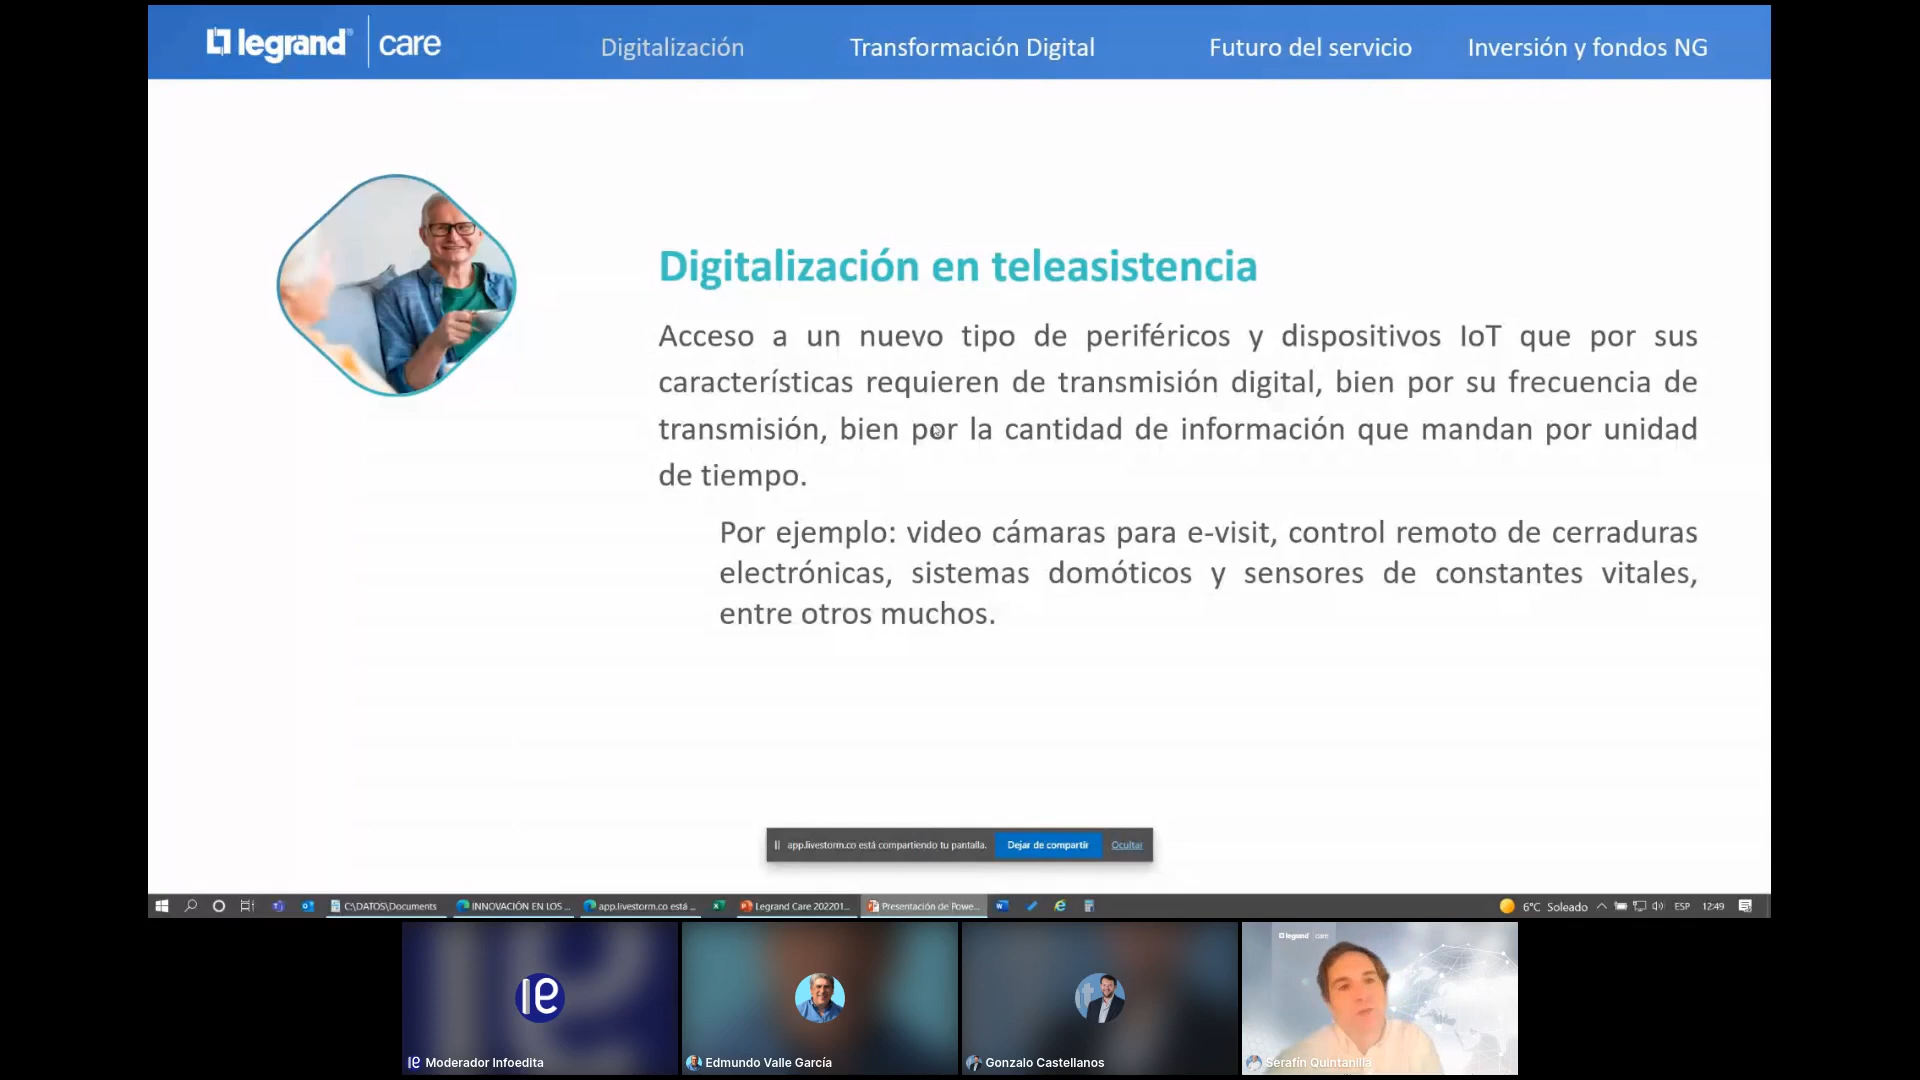 legrand® care
Digitalización
Transformación Digital
Futuro del servicio
Inversión y fondos NG
Digitalización en teleasistencia
Acceso a un nuevo tipo de periféricos y dispositivos IoT que por sus
características requieren de transmisión digital, bien por su frecuencia de
transmisión, bien por la cantidad de información que mandan por unidad
de tiempo.
Por ejemplo: video cámaras para e-visit, control remoto de cerraduras
electrónicas, sistemas domóticos y sensores de constantes vitales,
entre otros muchos.
app.livestorm.co está compartiendo tu pantalla.
Dejar de compartir
Ocultar
C:\DATOS\Documents
INNOVACIÓN EN LOS ...
app.livestorm.co está ...
Legrand Care 202201...
Presentación de Powe...
6°C Soleado
ESP
12:49
IE
Moderador Infoedita
Edmundo Valle García
Gonzalo Castellanos
legrand care
Serafín Quintanilla